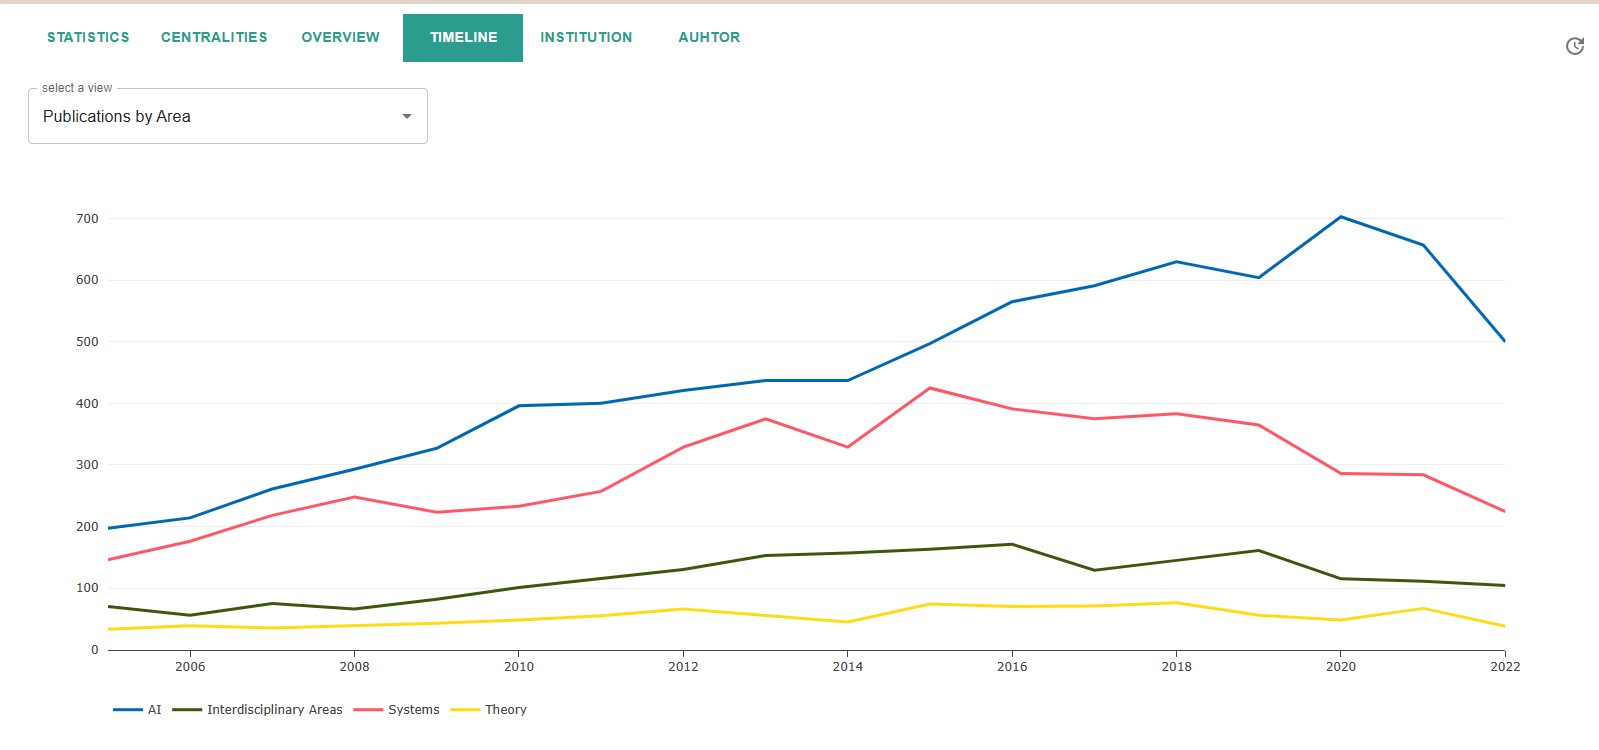 STATISTICS CENTRALITIES OVERVIEW TIMELINE INSTITUTION AUHTOR
select a view
Publications by Area
700
600
500
400
300
200
100
0
2006 2008 2010 2012 2014 2016 2018 2020 2022
AI Interdisciplinary Areas Systems Theory